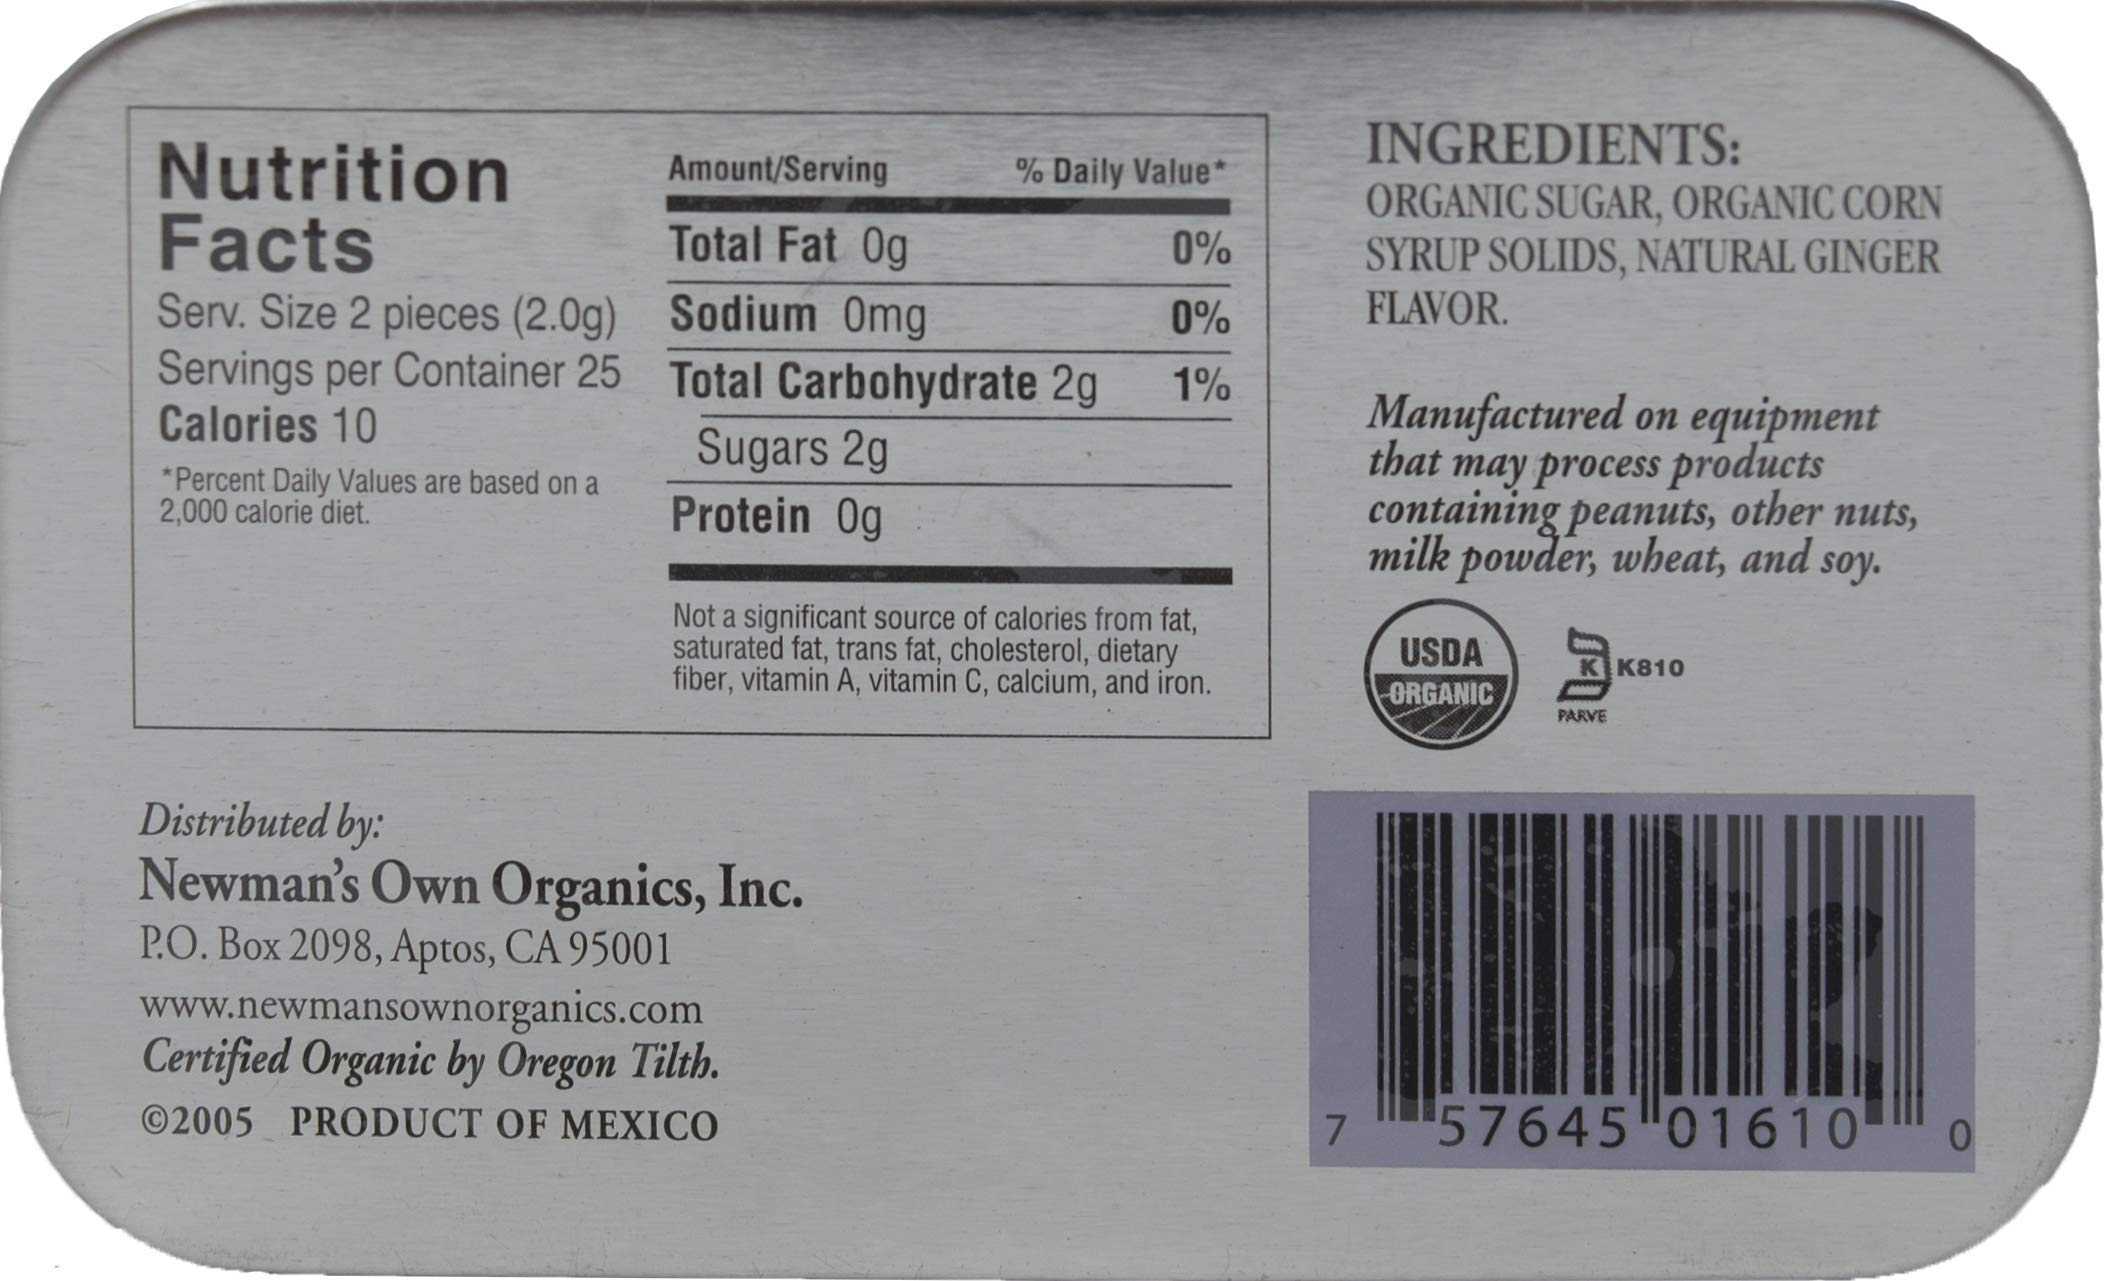 Nutrition
Facts
Serv. Size 2 pieces (2.0g)
Servings per Container 25
Calories 10
*Percent Daily Values are based on a
2,000 calorie diet.
Amount/Serving % Daily Value*
Total Fat 0g 0%
Sodium 0mg 0%
Total Carbohydrate 2g 1%
Sugars 2g
Protein 0g
Not a significant source of calories from fat,
saturated fat, trans fat, cholesterol, dietary
fiber, vitamin A, vitamin C, calcium, and iron.
INGREDIENTS:
ORGANIC SUGAR, ORGANIC CORN
SYRUP SOLIDS, NATURAL GINGER
FLAVOR.
Manufactured on equipment
that may process products
containing peanuts, other nuts,
milk powder, wheat, and soy.
USDA
ORGANIC
K K810
PARVE
Distributed by:
Newman's Own Organics, Inc.
P.O. Box 2098, Aptos, CA 95001
www.newmansownorganics.com
Certified Organic by Oregon Tilth.
©2005 PRODUCT OF MEXICO
7 57645 01610 0